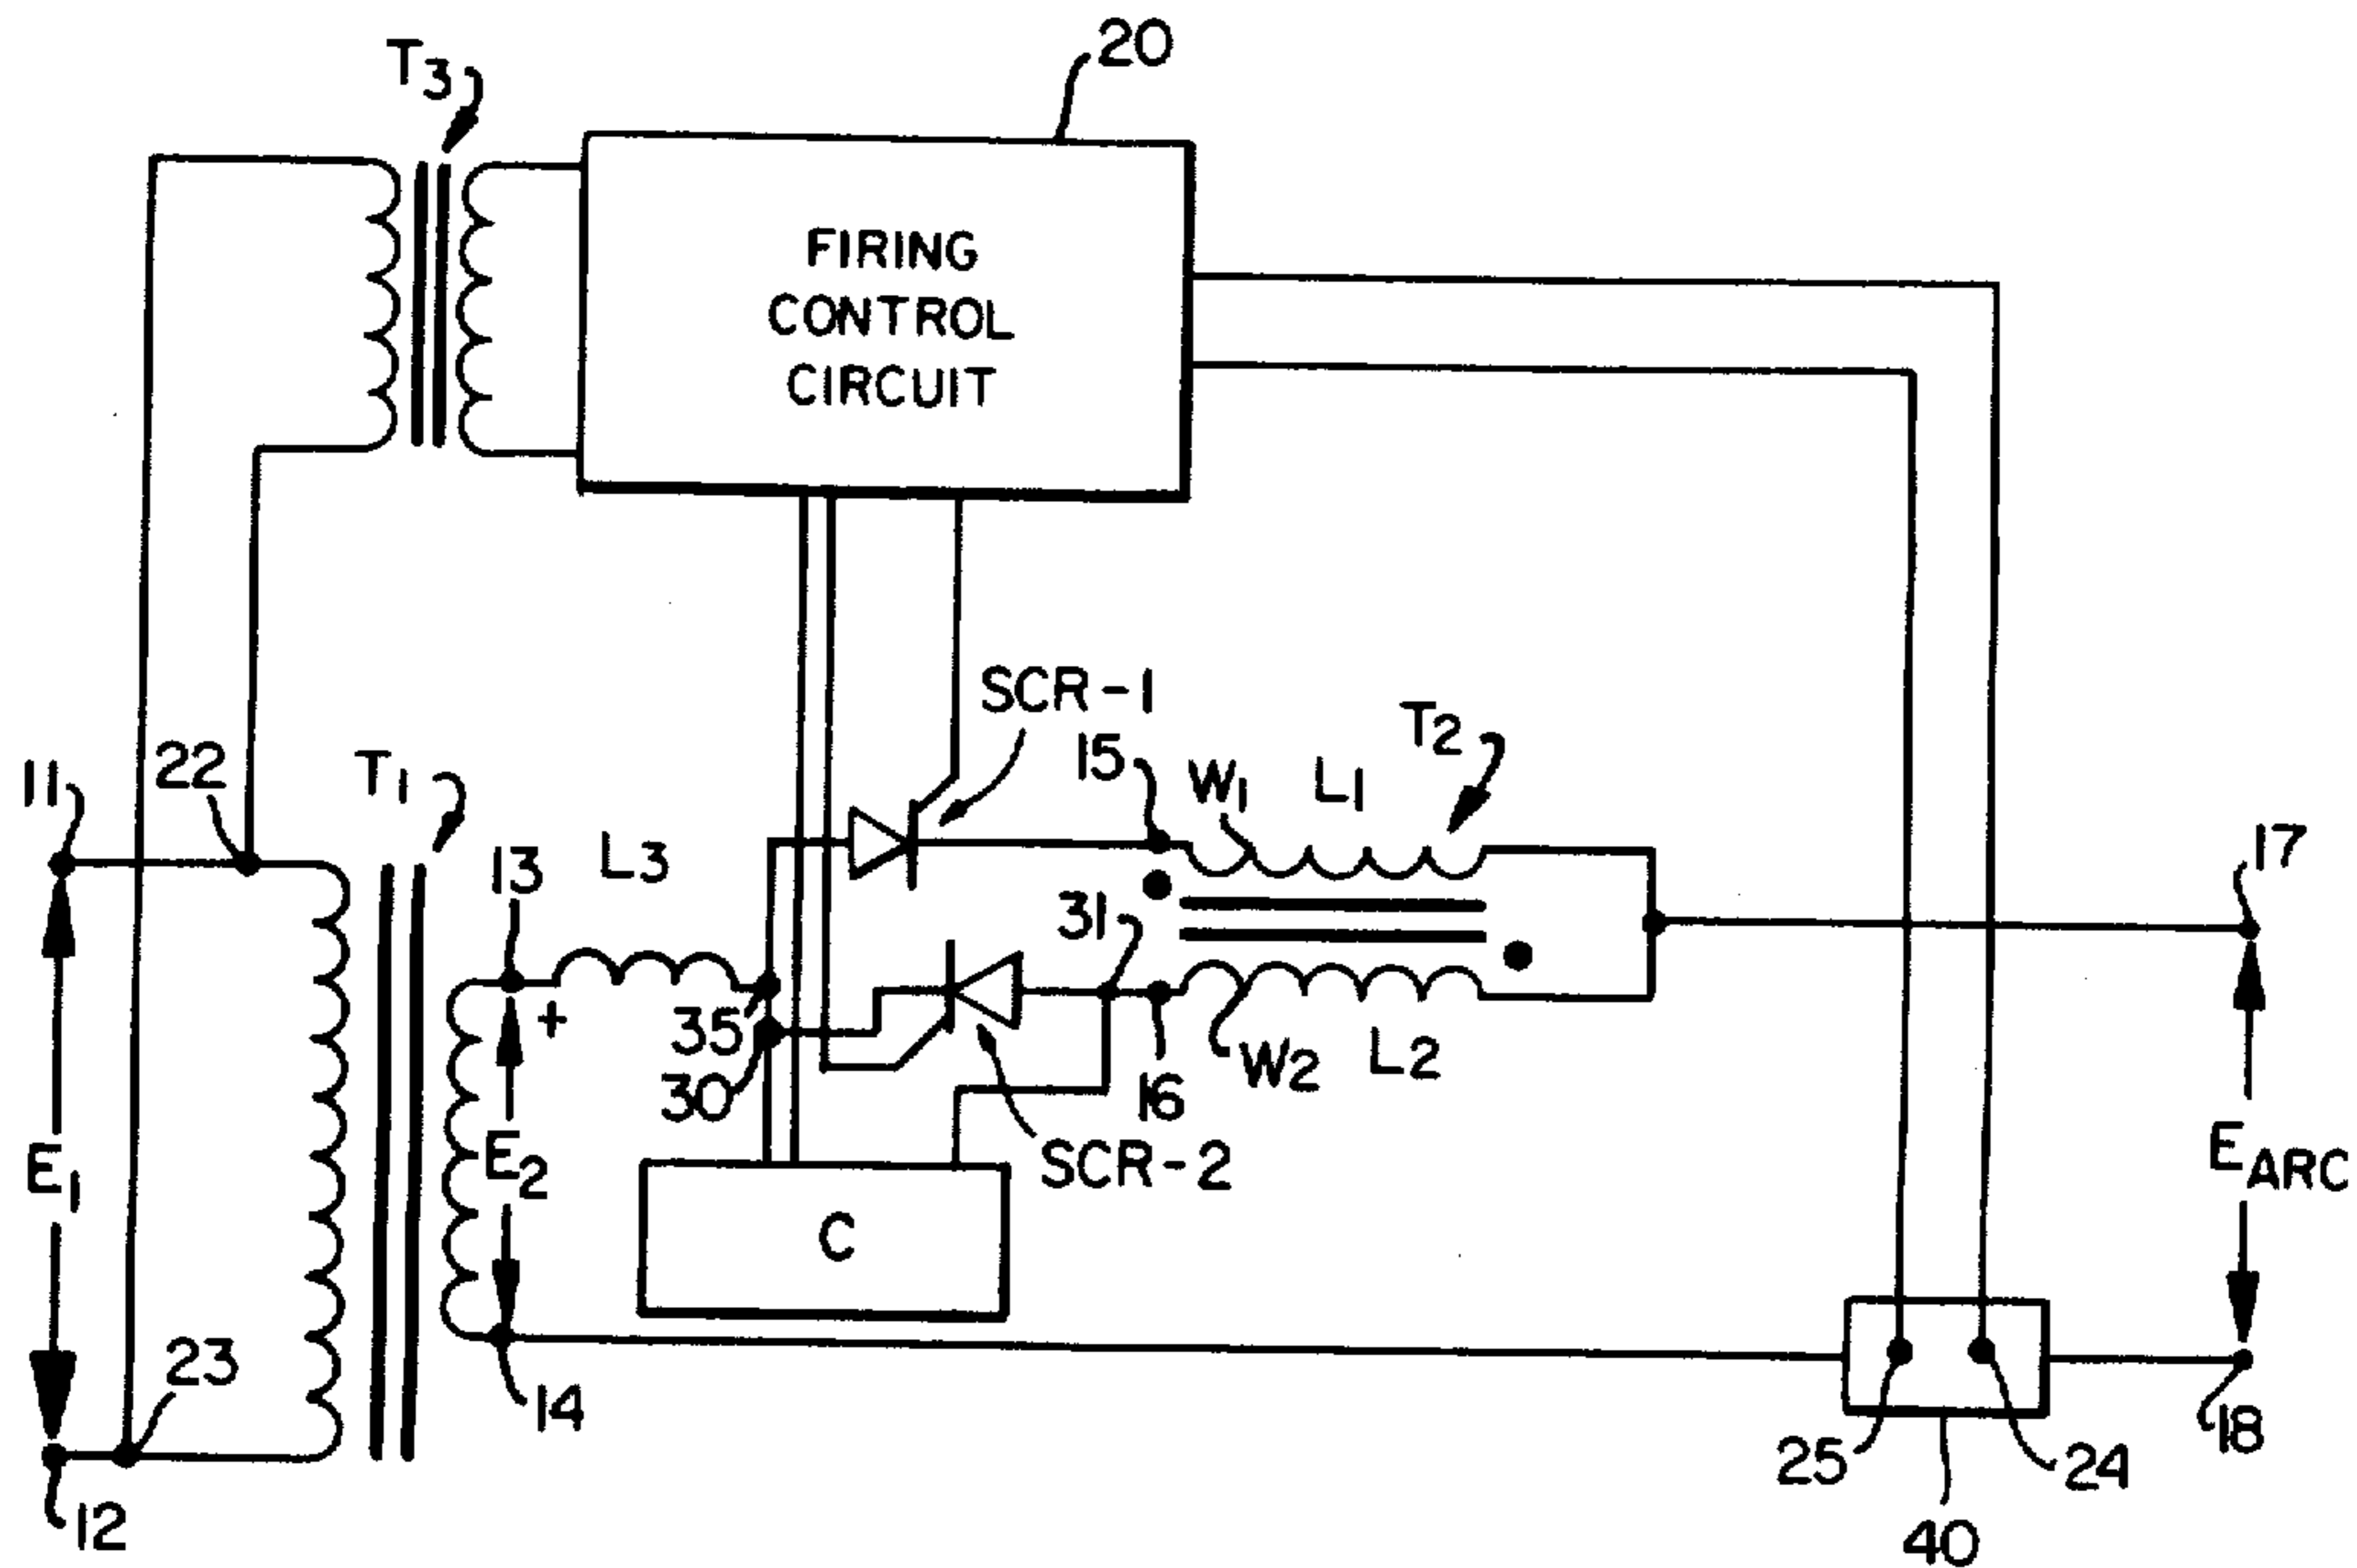 20
T3
FIRING
CONTROL
CIRCUIT
SCR-1
T2
15
W1
L1
11
22
T1
13
L3
31
17
+
35
30
16
W2
L2
E1
E2
SCR-2
EARC
C
23
14
25
24
18
12
40